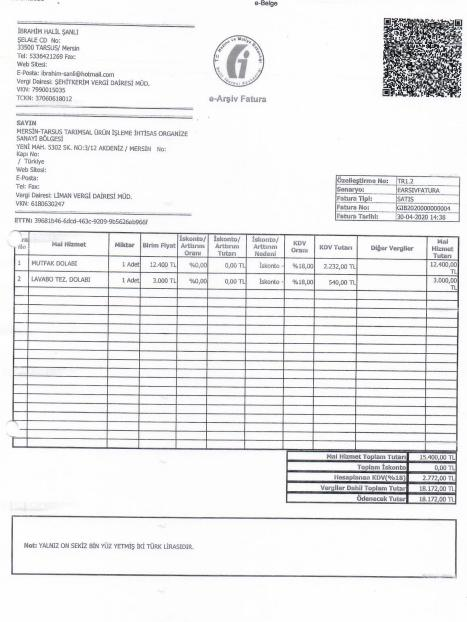 e-Belge
İBRAHİM HALİL ŞANLI
ŞELALE CD No:
33500 TARSUS/ Mersin
Tel: 5336421269 Fax:
Web Sitesi:
E-Posta: ibrahim-sanli@hotmail.com
Vergi Dairesi: ŞEHİTKERİM VERGİ DAİRESİ MÜD.
VKN: 7990015035
TCKN: 37060618012
e-Arşiv Fatura
SAYIN
MERSİN-TARSUS TARIMSAL ÜRÜN İŞLEME İHTİSAS ORGANİZE
SANAYİ BÖLGESİ
YENİ MAH. 5302 SK. NO:3/12 AKDENİZ / MERSİN No:
Kapı No:
/ Türkiye
Web Sitesi:
E-Posta:
Tel: Fax:
Vergi Dairesi: LİMAN VERGİ DAİRESİ MÜD.
VKN: 6180630247
Özelleştirme No: TR1.2
Senaryo: EARSIVFATURA
Fatura Tipi: SATIS
Fatura No: GIB2020000000004
Fatura Tarihi: 30-04-2020 14:38
ETTN: 39681b46-6dcd-463c-9209-9b5626eb966f
No Mal Hizmet Miktar Birim Fiyat İskonto/ Artırım Oranı İskonto/ Artırım Tutarı İskonto/ Artırım Nedeni KDV Oranı KDV Tutarı Diğer Vergiler Mal Hizmet Tutarı
1 MUTFAK DOLABI 1 Adet 12.400 TL %0,00 0,00 TL İskonto - %18,00 2.232,00 TL 12.400,00 TL
2 LAVABO TEZ. DOLABI 1 Adet 3.000 TL %0,00 0,00 TL İskonto - %18,00 540,00 TL 3.000,00 TL
Mal Hizmet Toplam Tutarı 15.400,00 TL
Toplam İskonto 0,00 TL
Hesaplanan KDV(%18) 2.772,00 TL
Vergiler Dahil Toplam Tutar 18.172,00 TL
Ödenecek Tutar 18.172,00 TL
Not: YALNIZ ON SEKİZ BİN YÜZ YETMİŞ İKİ TÜRK LİRASIDIR.